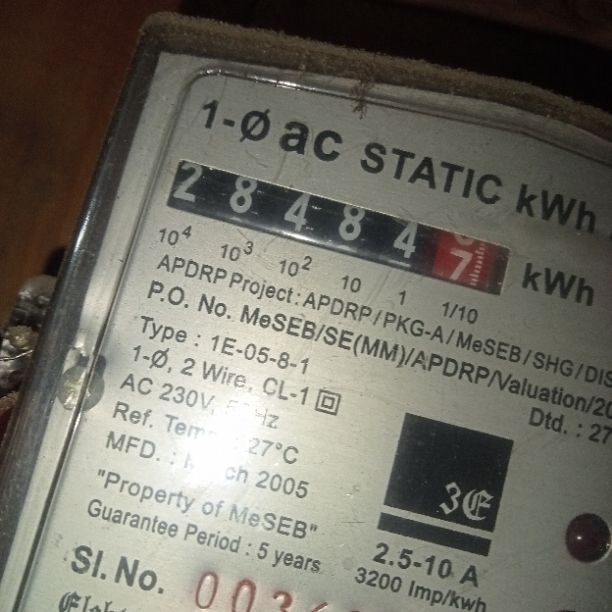 1-Ø ac STATIC kWh
2 8 4 8 4 7 kWh
10⁴ 10³ 10² 10 1 1/10
APDRP Project : APDRP / PKG-A / MeSEB / SHG / DIS
P.O. No. MeSEB/SE(MM)/APDRP/Valuation/20
Dtd. : 27
Type : 1E-05-8-1
1-Ø, 2 Wire, CL-1
AC 230V, Hz
Ref. 27°C
MFD. : 2005
"Property of MeSEB"
Guarantee Period : 5 years
3E
2.5-10 A
3200 Imp/kwh
Sl. No. 003